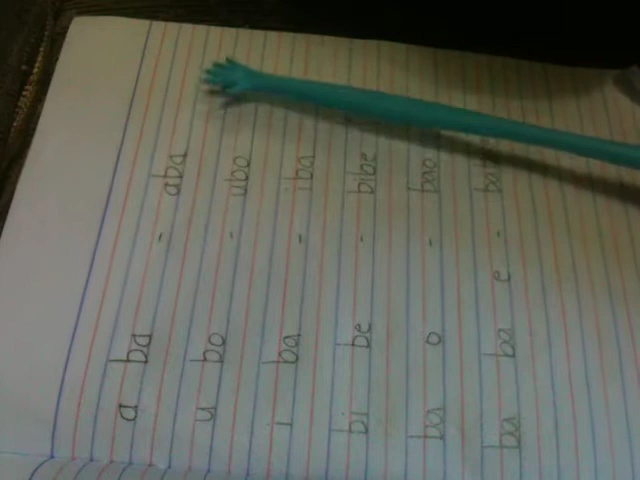 a ba - aba
u bo - ubo
i ba - iba
bi be - bibe
ba o - bao
ba ba e -